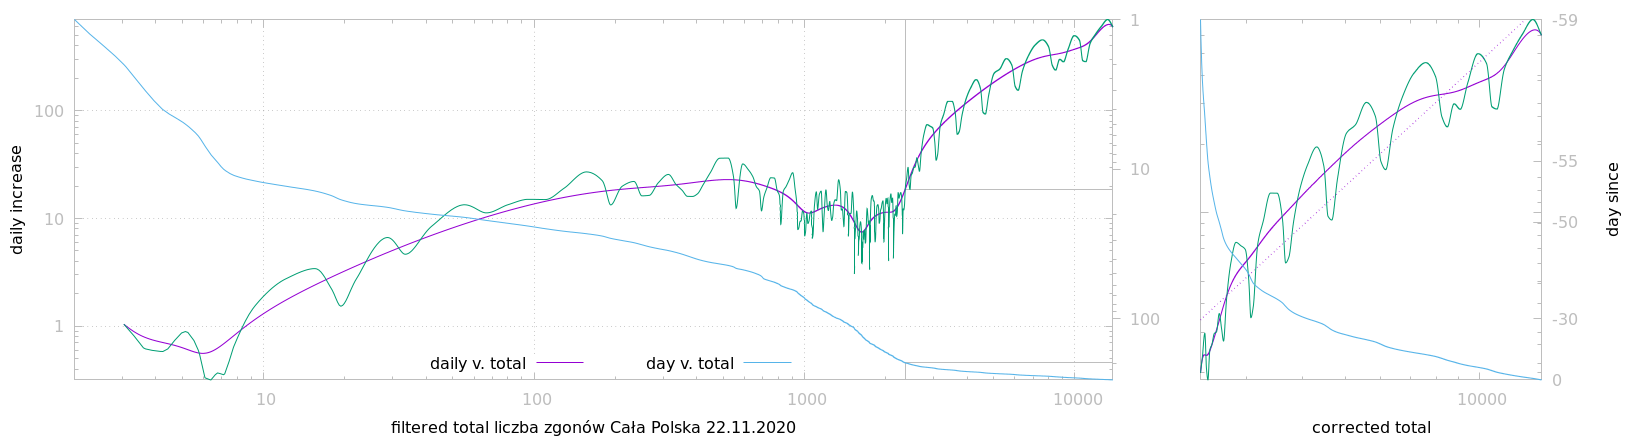 1
-59
100
daily increase
10
-55
10
-50
day since
1
100
-30
daily v. total
day v. total
0
10
100
1000
10000
10000
filtered total liczba zgonów Cała Polska 22.11.2020
corrected total